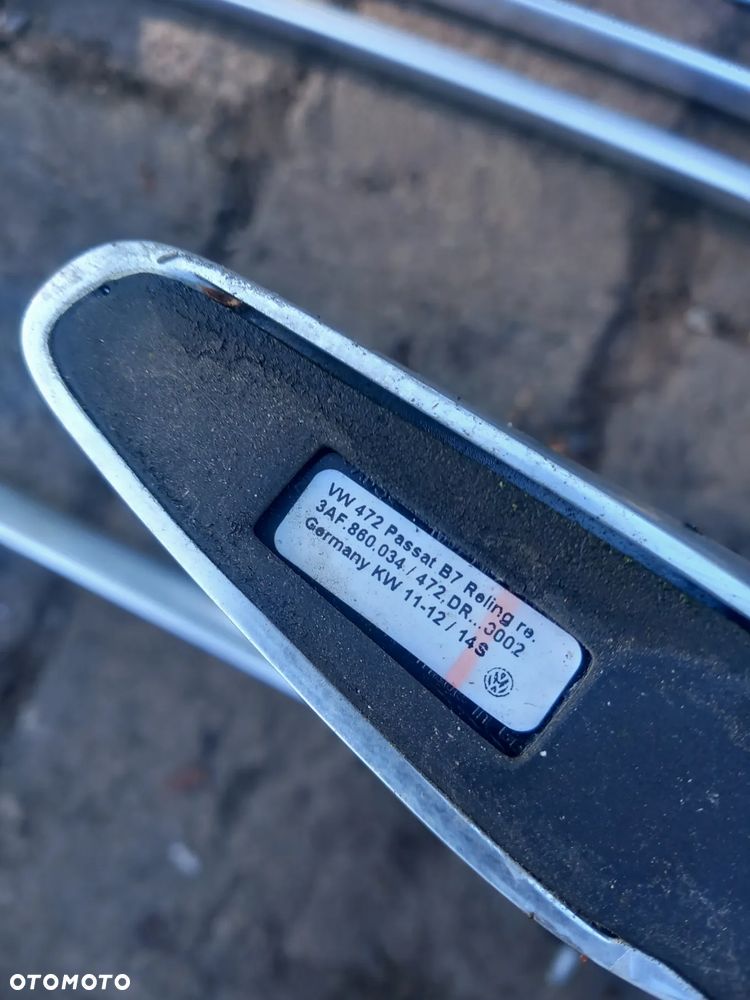 VW 472 Passat B7 Reling re.
3AF.860.034 / 472.DR...0002
Germany KW 11-12 / 14S
OTOMOTO